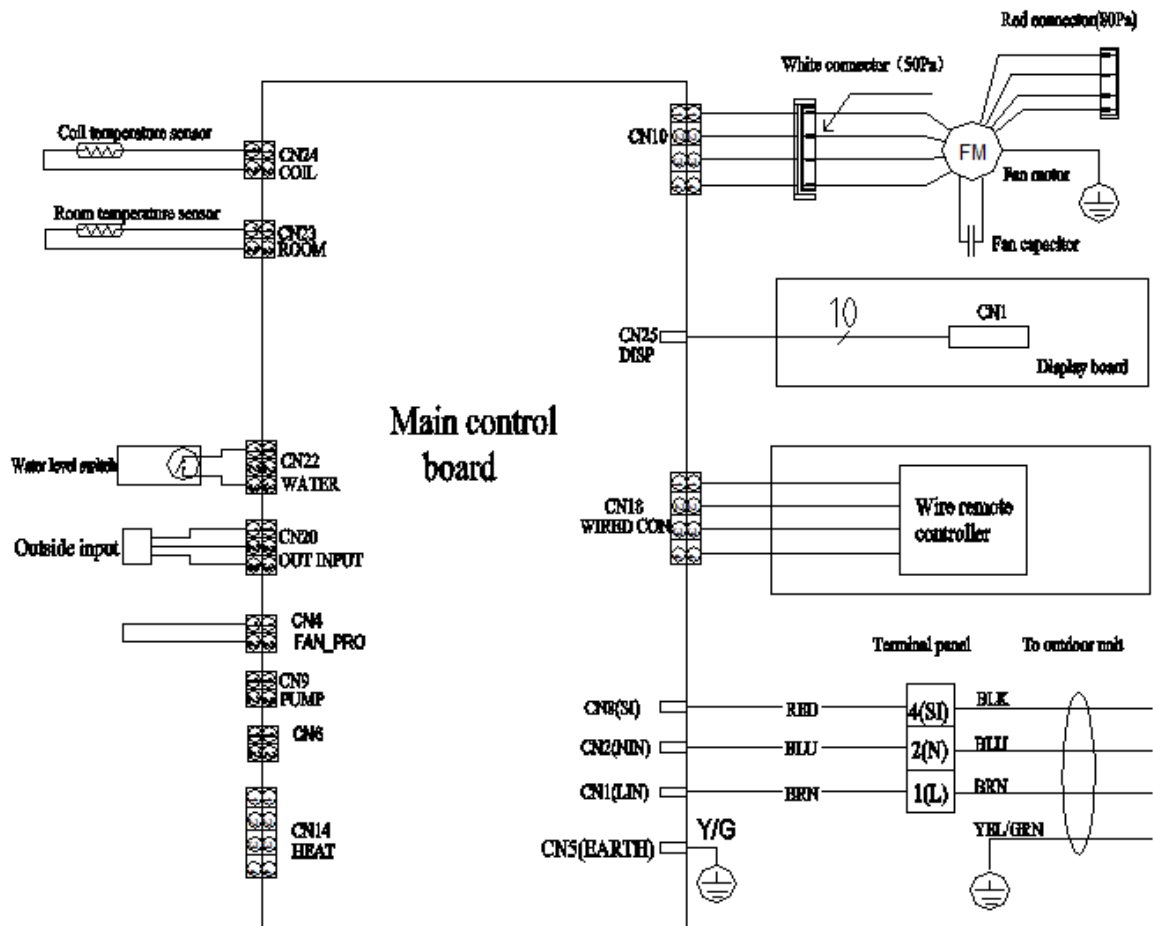 Red connector(80Pa)
White connector（50Pa）
Coil temperature sensor
CN24
COIL
CN10
FM
Fan motor
Room temperature sensor
CN23
ROOM
Fan capacitor
CN25
DISP
10
CN1
Display board
Main control
board
Water level switch
CN22
WATER
CN18
WIRED CON
Wire remote
controller
Outside input
CN20
OUT INPUT
CN4
FAN_PRO
Terminal panel
To outdoor unit
CN9
PUMP
CN6
CN8(SI)
RED
4(SI)
BLK
CN2(NIN)
BLU
2(N)
BLU
CN1(LIN)
BRN
1(L)
BRN
CN14
HEAT
CN5(EARTH)
Y/G
YEL/GRN